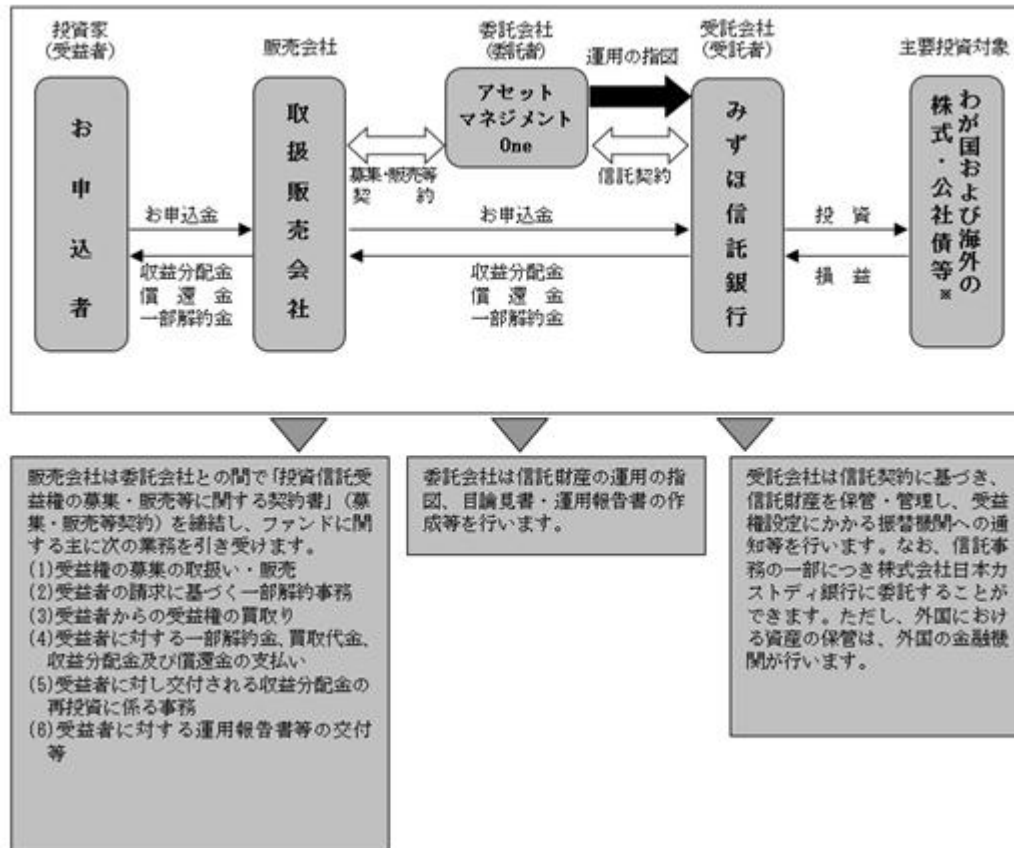 投資家
(受益者)
販売会社
委託会社
(委託者)
運用の指図
受託会社
(受託者)
主要投資対象
お申込者
取扱販売会社
アセット
マネジメント
One
みずほ信託銀行
わが国および海外の
株式・公社債等※
募集・販売等
契 約
信託契約
お申込金
お申込金
投 資
収益分配金
償 還 金
一部解約金
収益分配金
償 還 金
一部解約金
損 益
販売会社は委託会社との間で「投資信託受
益権の募集・販売等に関する契約書」(募
集・販売等契約)を締結し、ファンドに関
する主に次の業務を引き受けます。
(1)受益権の募集の取扱い・販売
(2)受益者の請求に基づく一部解約事務
(3)受益者からの受益権の買取り
(4)受益者に対する一部解約金、買取代金、
収益分配金及び償還金の支払い
(5)受益者に対し交付される収益分配金の
再投資に係る事務
(6)受益者に対する運用報告書等の交付
等
委託会社は信託財産の運用の指
図、目論見書・運用報告書の作
成等を行います。
受託会社は信託契約に基づき、
信託財産を保管・管理し、受益
権設定にかかる振替機関への通
知等を行います。なお、信託事
務の一部につき株式会社日本カ
ストディ銀行に委託することが
できます。ただし、外国におけ
る資産の保管は、外国の金融機
関が行います。